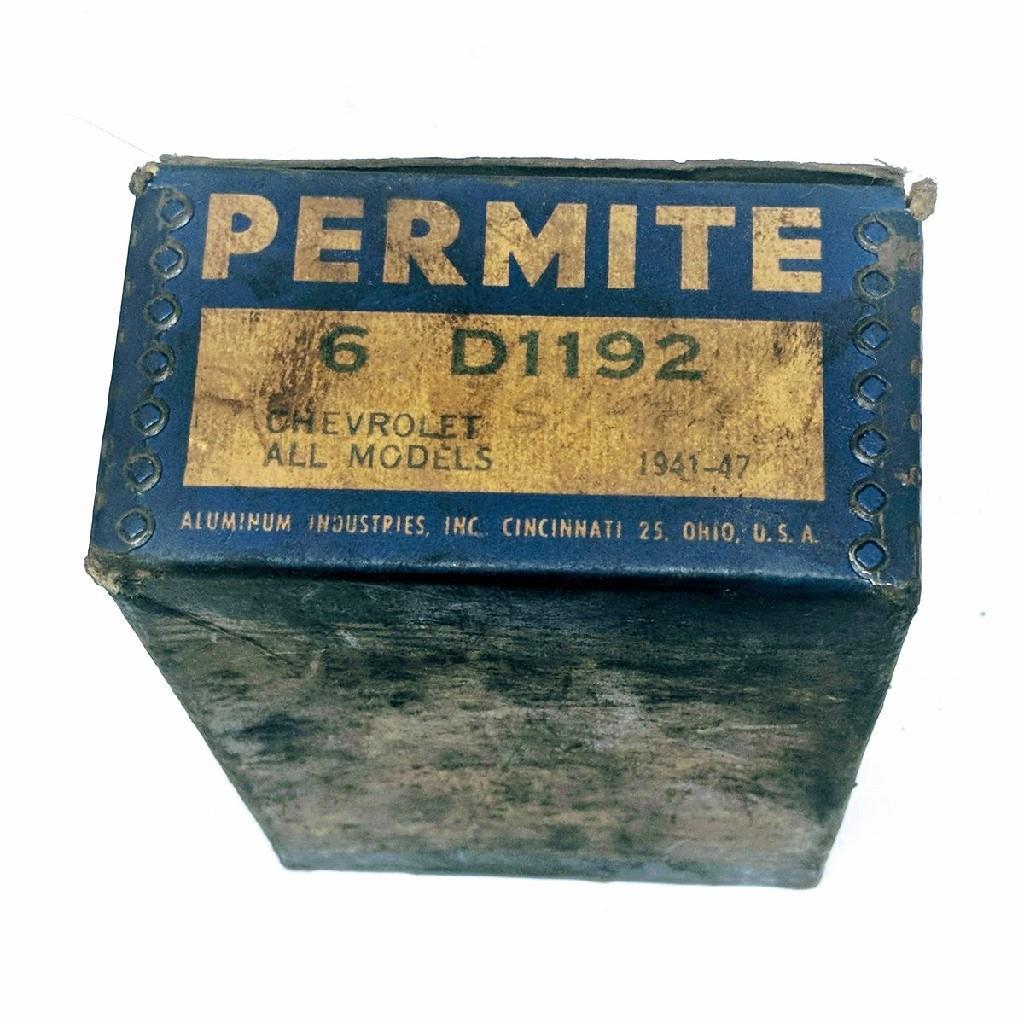 PERMITE
6 D1192
CHEVROLET
ALL MODELS 1941-47
ALUMINUM INDUSTRIES, INC. CINCINNATI 25, OHIO, U.S.A.